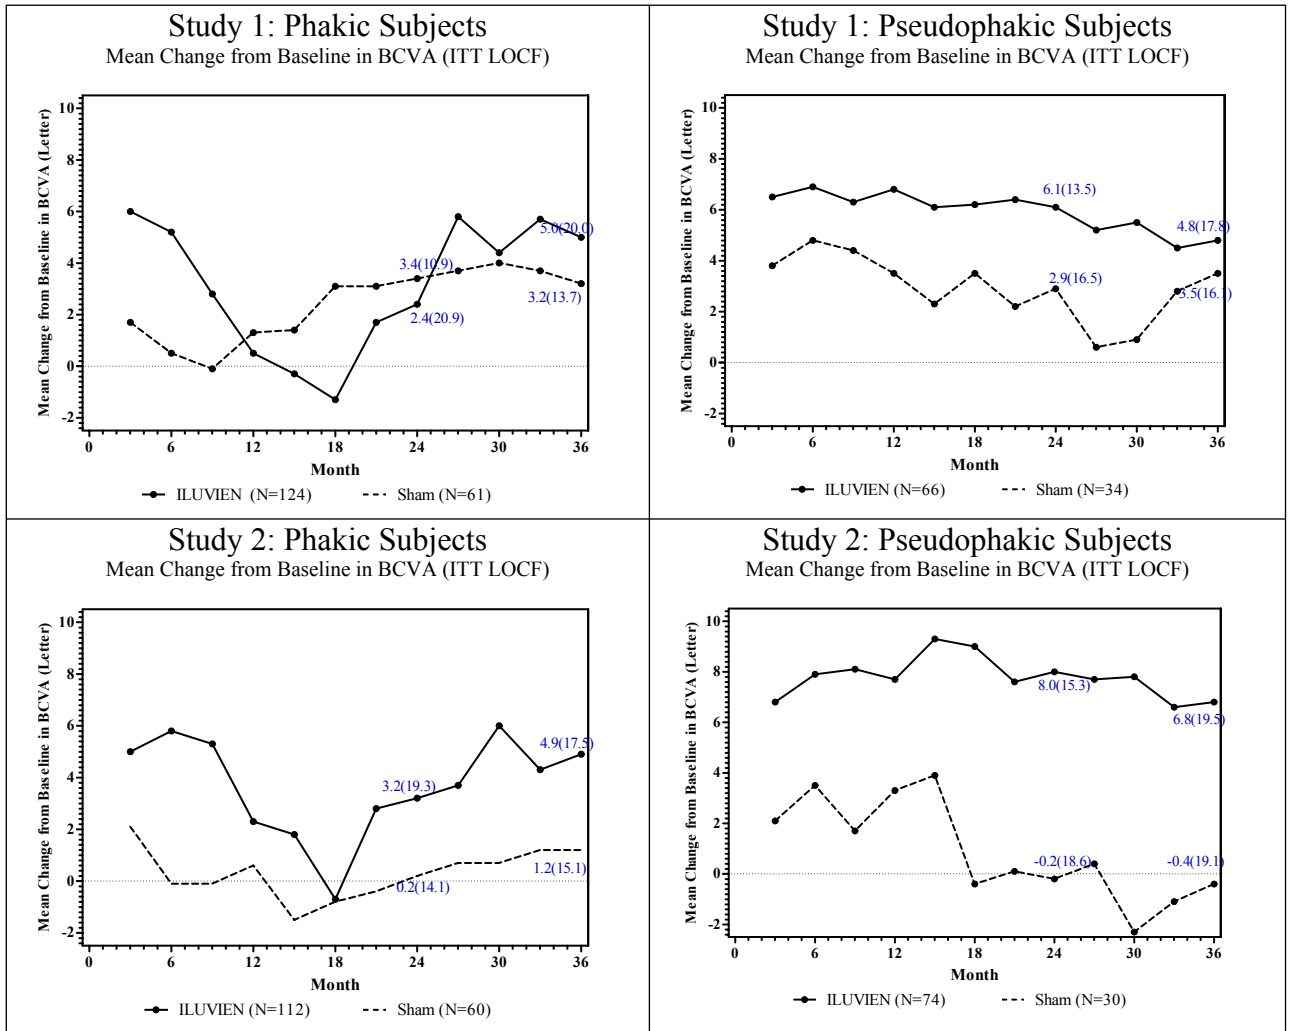 Study 1: Phakic Subjects
Mean Change from Baseline in BCVA (ITT LOCF)
Mean Change from Baseline in BCVA (Letter)
10
8
6
4
2
0
-2
5.0(20.0)
3.4(10.9)
3.2(13.7)
2.4(20.9)
0 6 12 18 24 30 36
Month
ILUVIEN (N=124) Sham (N=61)
Study 1: Pseudophakic Subjects
Mean Change from Baseline in BCVA (ITT LOCF)
Mean Change from Baseline in BCVA (Letter)
10
8
6
4
2
0
-2
6.1(13.5)
4.8(17.8)
2.9(16.5)
3.5(16.1)
0 6 12 18 24 30 36
Month
ILUVIEN (N=66) Sham (N=34)
Study 2: Phakic Subjects
Mean Change from Baseline in BCVA (ITT LOCF)
Mean Change from Baseline in BCVA (Letter)
10
8
6
4
2
0
-2
4.9(17.5)
3.2(19.3)
1.2(15.1)
0.2(14.1)
0 6 12 18 24 30 36
Month
ILUVIEN (N=112) Sham (N=60)
Study 2: Pseudophakic Subjects
Mean Change from Baseline in BCVA (ITT LOCF)
Mean Change from Baseline in BCVA (Letter)
10
8
6
4
2
0
-2
8.0(15.3)
6.8(19.5)
-0.2(18.6)
-0.4(19.1)
0 6 12 18 24 30 36
Month
ILUVIEN (N=74) Sham (N=30)